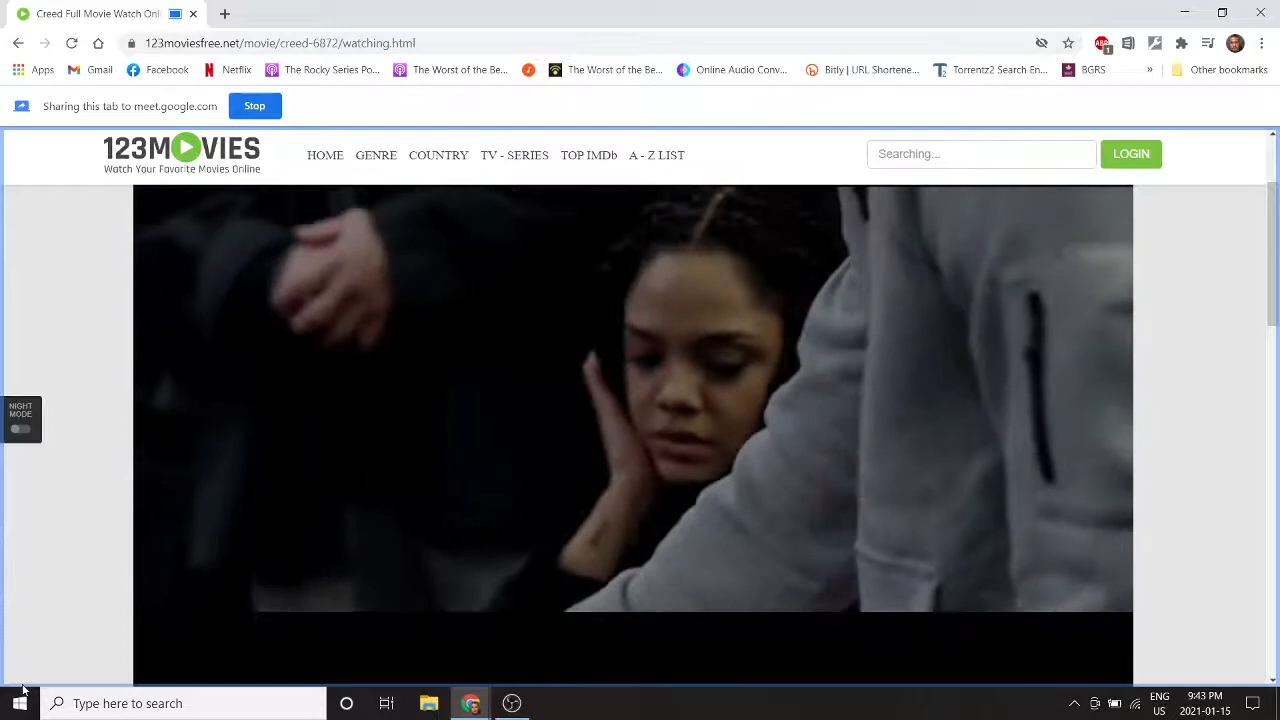 Creed Full Movie Watch Onli
123moviesfree.net/movie/creed-6872/watching.html
1
Apps
Gmail
Facebook
Netflix
The Rocky Series Po...
The Worst of the Be...
The Worst of the Be...
Online Audio Conv...
Bitly | URL Shortene...
Torrentz2 Search En...
BGRS
»
Other bookmarks
Sharing this tab to meet.google.com
Stop
123MOVIES
Watch Your Favorite Movies Online
HOME
GENRE
COUNTRY
TV - SERIES
TOP IMDb
A - Z LIST
Searching...
LOGIN
NIGHT
MODE
Type here to search
ENG
US
9:43 PM
2021-01-15